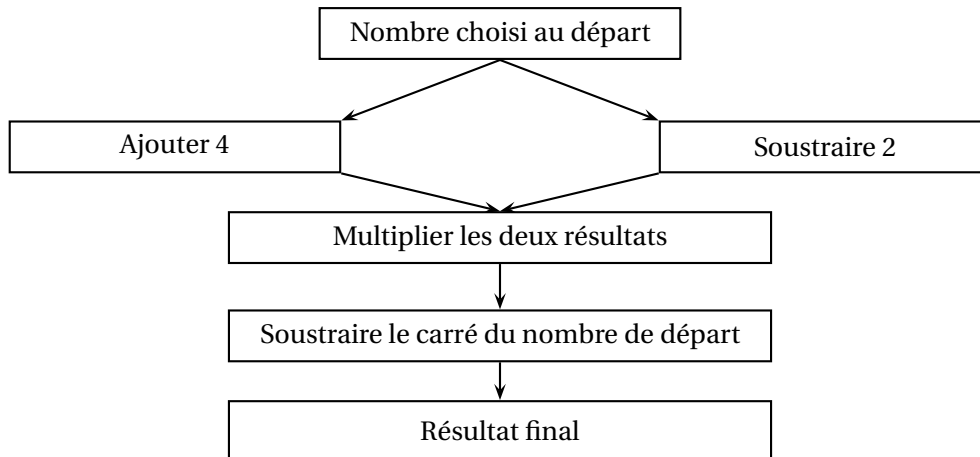 Nombre choisi au départ
Ajouter 4
Soustraire 2
Multiplier les deux résultats
Soustraire le carré du nombre de départ
Résultat final